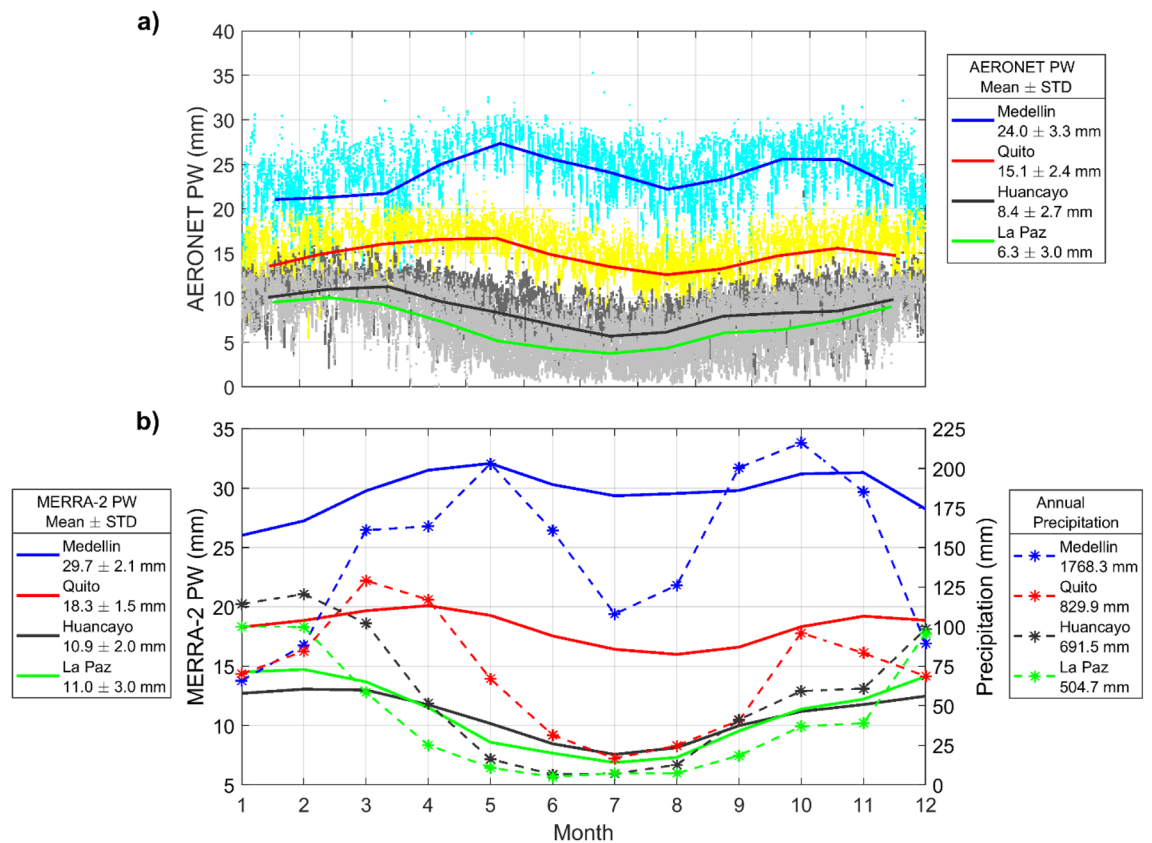 a)
40
35
30
25
20
15
10
5
0
AERONET PW (mm)
AERONET PW
Mean ± STD
Medellin
24.0 ± 3.3 mm
Quito
15.1 ± 2.4 mm
Huancayo
8.4 ± 2.7 mm
La Paz
6.3 ± 3.0 mm
b)
MERRA-2 PW
Mean ± STD
Medellin
29.7 ± 2.1 mm
Quito
18.3 ± 1.5 mm
Huancayo
10.9 ± 2.0 mm
La Paz
11.0 ± 3.0 mm
MERRA-2 PW (mm)
35
30
25
20
15
10
5
225
200
175
150
125
100
75
50
25
0
Precipitation (mm)
1 2 3 4 5 6 7 8 9 10 11 12
Month
Annual
Precipitation
Medellin
1768.3 mm
Quito
829.9 mm
Huancayo
691.5 mm
La Paz
504.7 mm